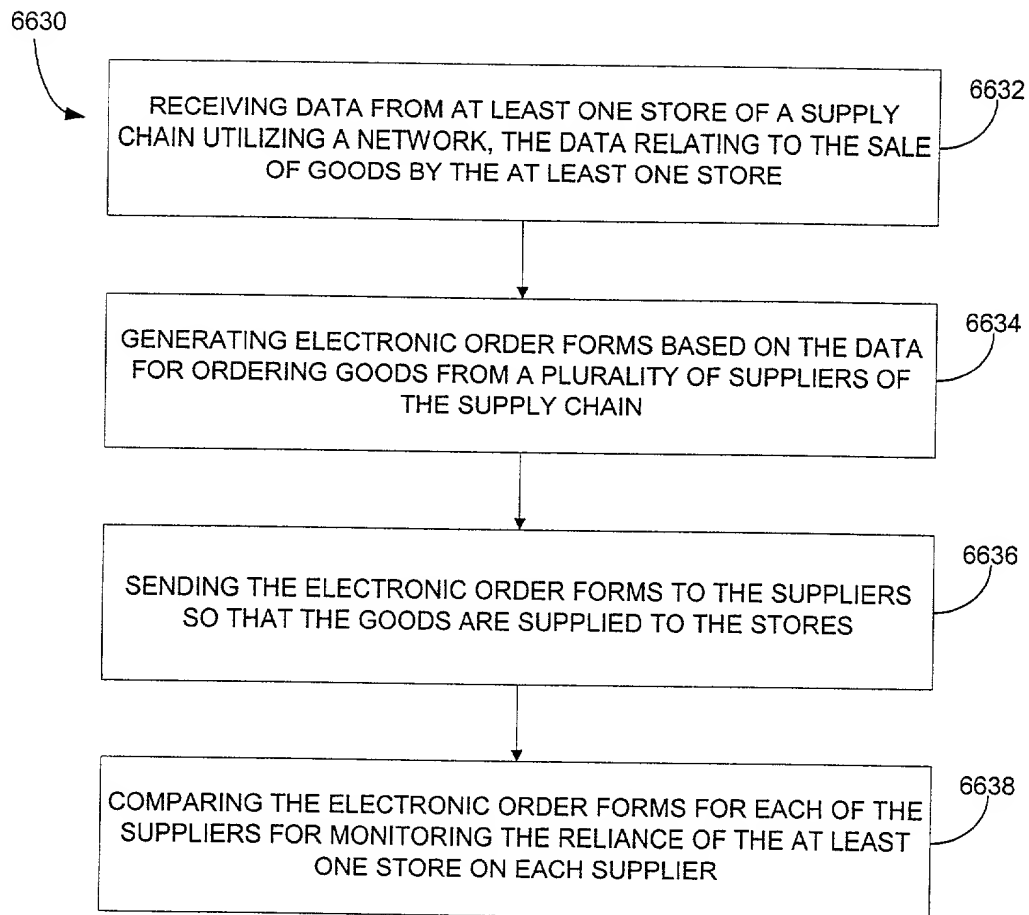 6630
RECEIVING DATA FROM AT LEAST ONE STORE OF A SUPPLY
CHAIN UTILIZING A NETWORK, THE DATA RELATING TO THE SALE
OF GOODS BY THE AT LEAST ONE STORE
6632
GENERATING ELECTRONIC ORDER FORMS BASED ON THE DATA
FOR ORDERING GOODS FROM A PLURALITY OF SUPPLIERS OF
THE SUPPLY CHAIN
6634
SENDING THE ELECTRONIC ORDER FORMS TO THE SUPPLIERS
SO THAT THE GOODS ARE SUPPLIED TO THE STORES
6636
COMPARING THE ELECTRONIC ORDER FORMS FOR EACH OF THE
SUPPLIERS FOR MONITORING THE RELIANCE OF THE AT LEAST
ONE STORE ON EACH SUPPLIER
6638